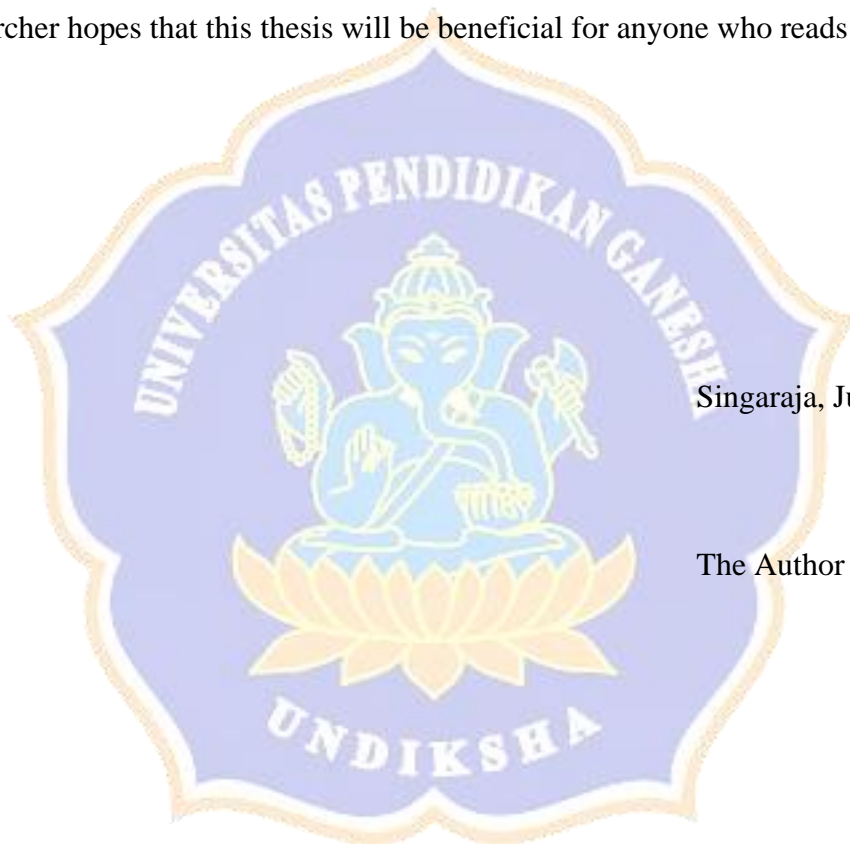 rcher hopes that this thesis will be beneficial for anyone who reads
UNIVERSITAS PENDIDIKAN GANESHA
Singaraja, Ju
The Author
UNDIKSHA